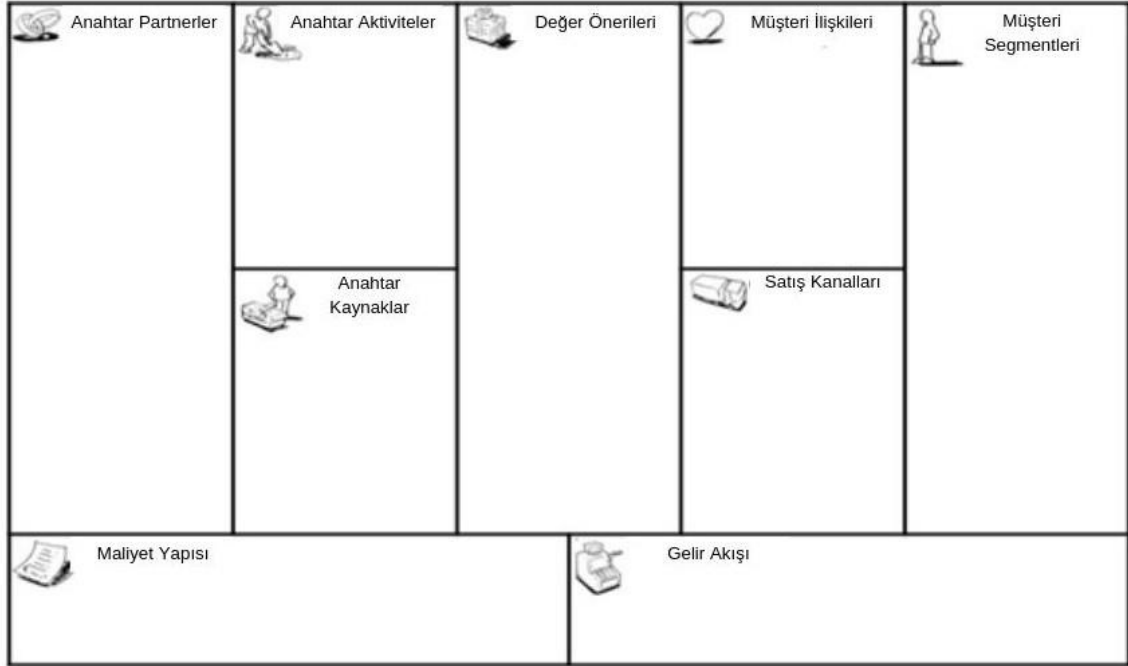 Anahtar Partnerler
Anahtar Aktiviteler
Değer Önerileri
Müşteri İlişkileri
Müşteri
Segmentleri
Anahtar
Kaynaklar
Satış Kanalları
Maliyet Yapısı
Gelir Akışı